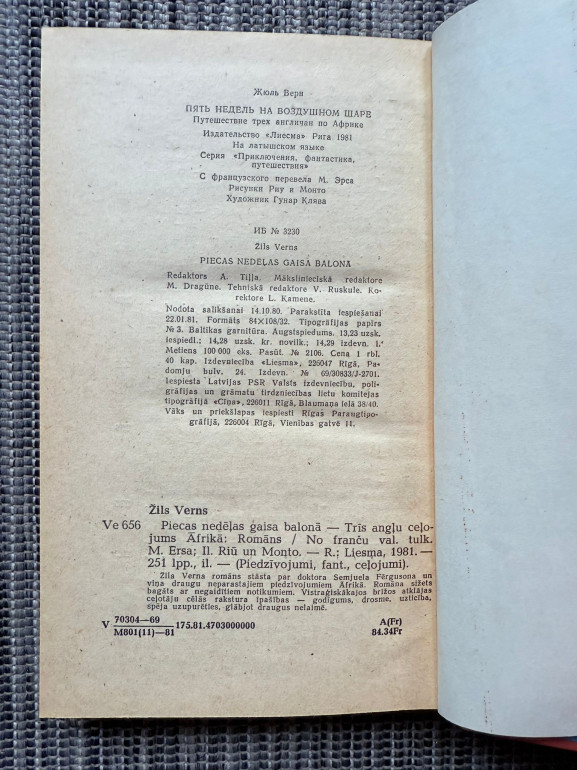 Жюль Верн
ПЯТЬ НЕДЕЛЬ НА ВОЗДУШНОМ ШАРЕ
Путешествие трех англичан по Африке
Издательство «Лиесма» Рига 1981
На латышском языке
Серия «Приключения, фантастика,
путешествия»
С французского перевела М. Эрса
Рисунки Риу и Монто
Художник Гунар Клява
ИБ № 3230
Žils Verns
PIECAS NEDĒĻAS GAISA BALONĀ
Redaktors A. Tiļļa. Mākslinieciskā redaktore
M. Dragūne. Tehniskā redaktore V. Ruskule. Ko-
rektore L. Kamene.
Nodota salikšanai 14.10.80. Parakstīta iespiešanai
22.01.81. Formāts 84×108/32. Tipogrāfijas papīrs
№ 3. Baltikas garnitūra. Augstspiedums. 13,23 uzsk.
iespiedl.; 14,28 uzsk. kr. novilk.; 14,29 izdevn. l.
Metiens 100 000 eks. Pasūt. № 2106. Cena 1 rbl.
40 kap. Izdevniecība «Liesma», 226047 Rīgā, Pa-
domju bulv. 24. Izdevn. № 69/30833/J-2701.
Iespiesta Latvijas PSR Valsts izdevniecību, poli-
grāfijas un grāmatu tirdzniecības lietu komitejas
tipogrāfijā «Cīņa», 226011 Rīgā, Blaumaņa ielā 38/40.
Vāks un priekšlapas iespiesti Rīgas Paraugtipo-
grāfijā, 226004 Rīgā, Vienības gatvē 11.
Žils Verns
Ve 656 Piecas nedēļas gaisa balonā — Trīs angļu ceļo-
jums Āfrikā: Romāns / No franču val. tulk.
M. Ersa; Il. Riū un Monto. — R.; Liesma, 1981. —
251 lpp., il. — (Piedzīvojumi, fant., ceļojumi).
Žila Verna romāns stāsta par doktora Semjuela Fērgusona un
viņa draugu neparastajiem piedzīvojumiem Āfrikā. Romāna sižets
bagāts ar negaidītiem notikumiem. Vistraģiskākajos brīžos atklājas
ceļotāju cēlās rakstura īpašības — godīgums, drosme, uzticība,
spēja uzupurēties, glābjot draugus nelaimē.
V 70304—69 175.81.4703000000 A(Fr)
M801(11)—81 84.34Fr